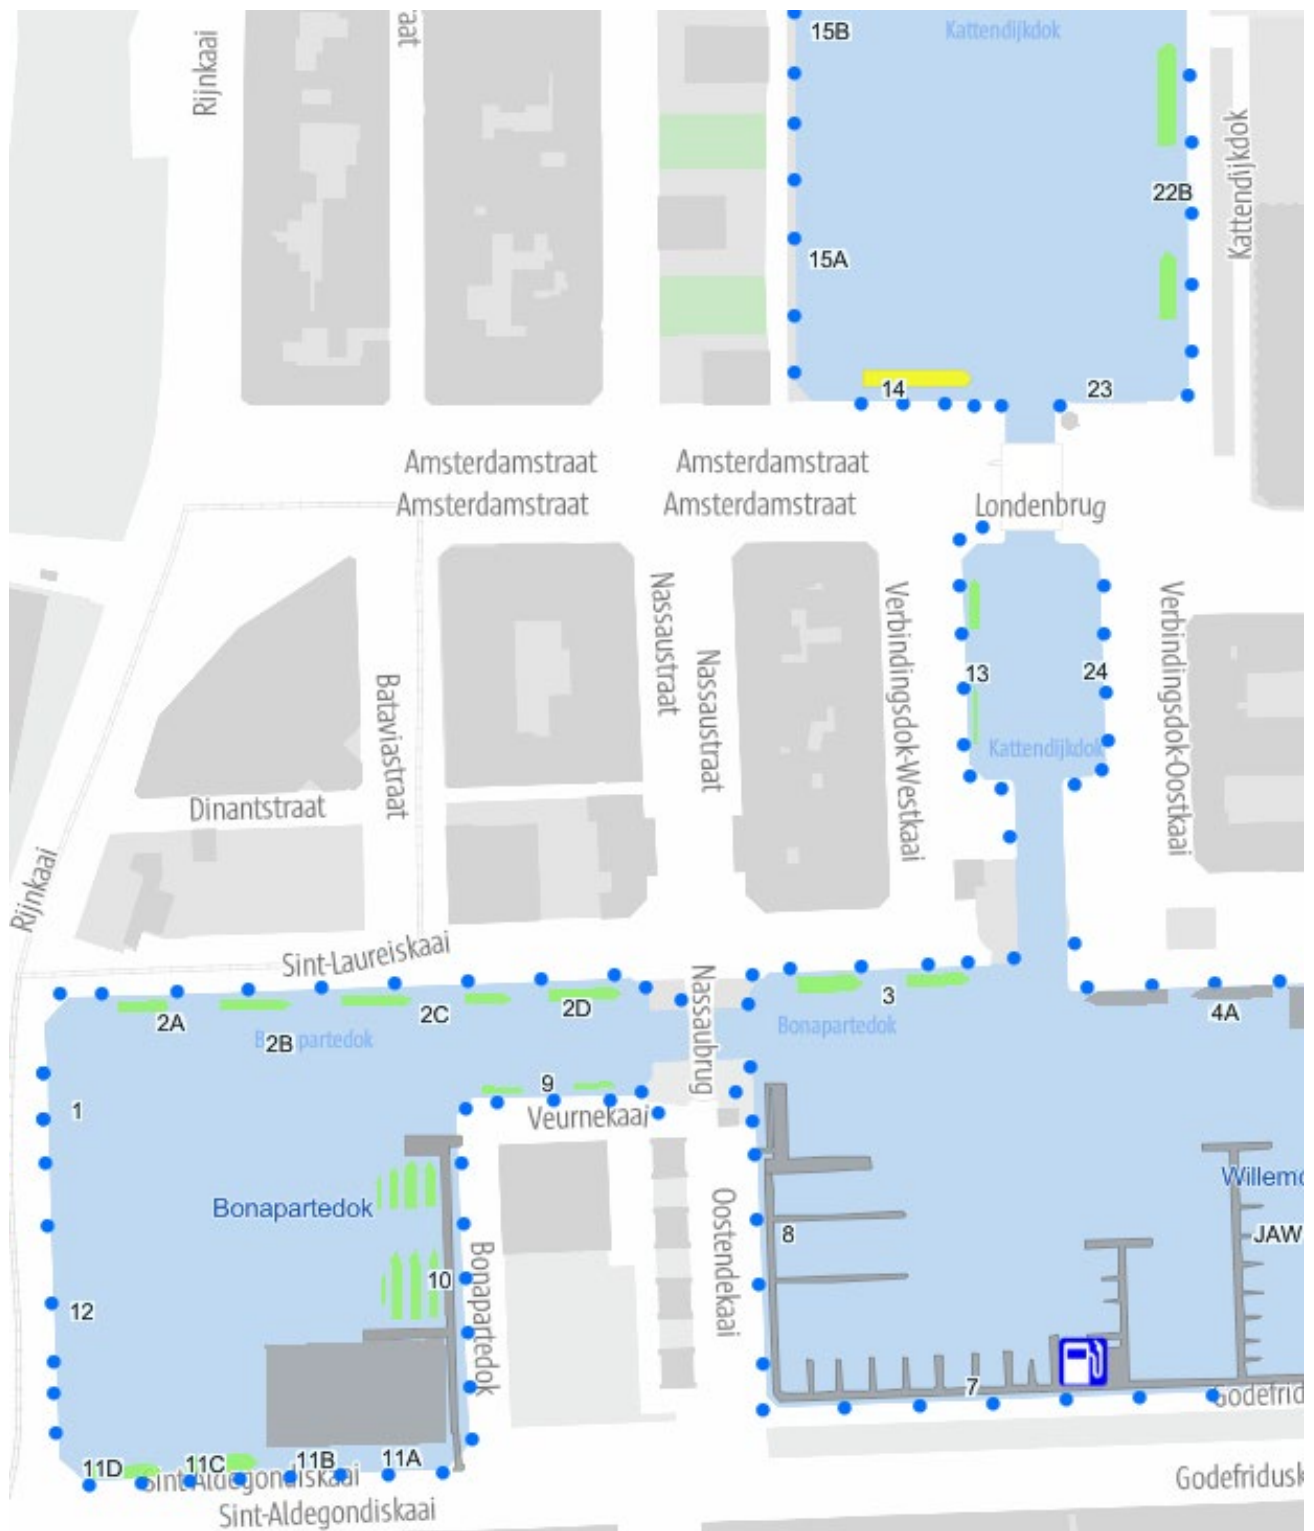 aat
15B
Kattendijkdok
Rijnkaai
Kattendijkdok
22B
15A
14
23
Amsterdamstraat
Amsterdamstraat
Amsterdamstraat
Amsterdamstraat
Londenbrug
Nassaustraat
Nassaustraat
Verbindingsdok-Westkaai
Verbindingsdok-Oostkaai
13
24
Bataviastraat
Kattendijkdok
Dinantstraat
Rijnkaai
Sint-Laureiskaai
Nassaubrug
2A
2B
2C
2D
3
4A
Bonapartedok
Bonapartedok
9
1
Veurnekaai
Bonapartedok
Willemd
Oostendekaai
8
JAW
Bonapartedok
10
12
7
Godefrid
11D
11C
11B
11A
Sint-Aldegondiskaai
Sint-Aldegondiskaai
Godefridusk